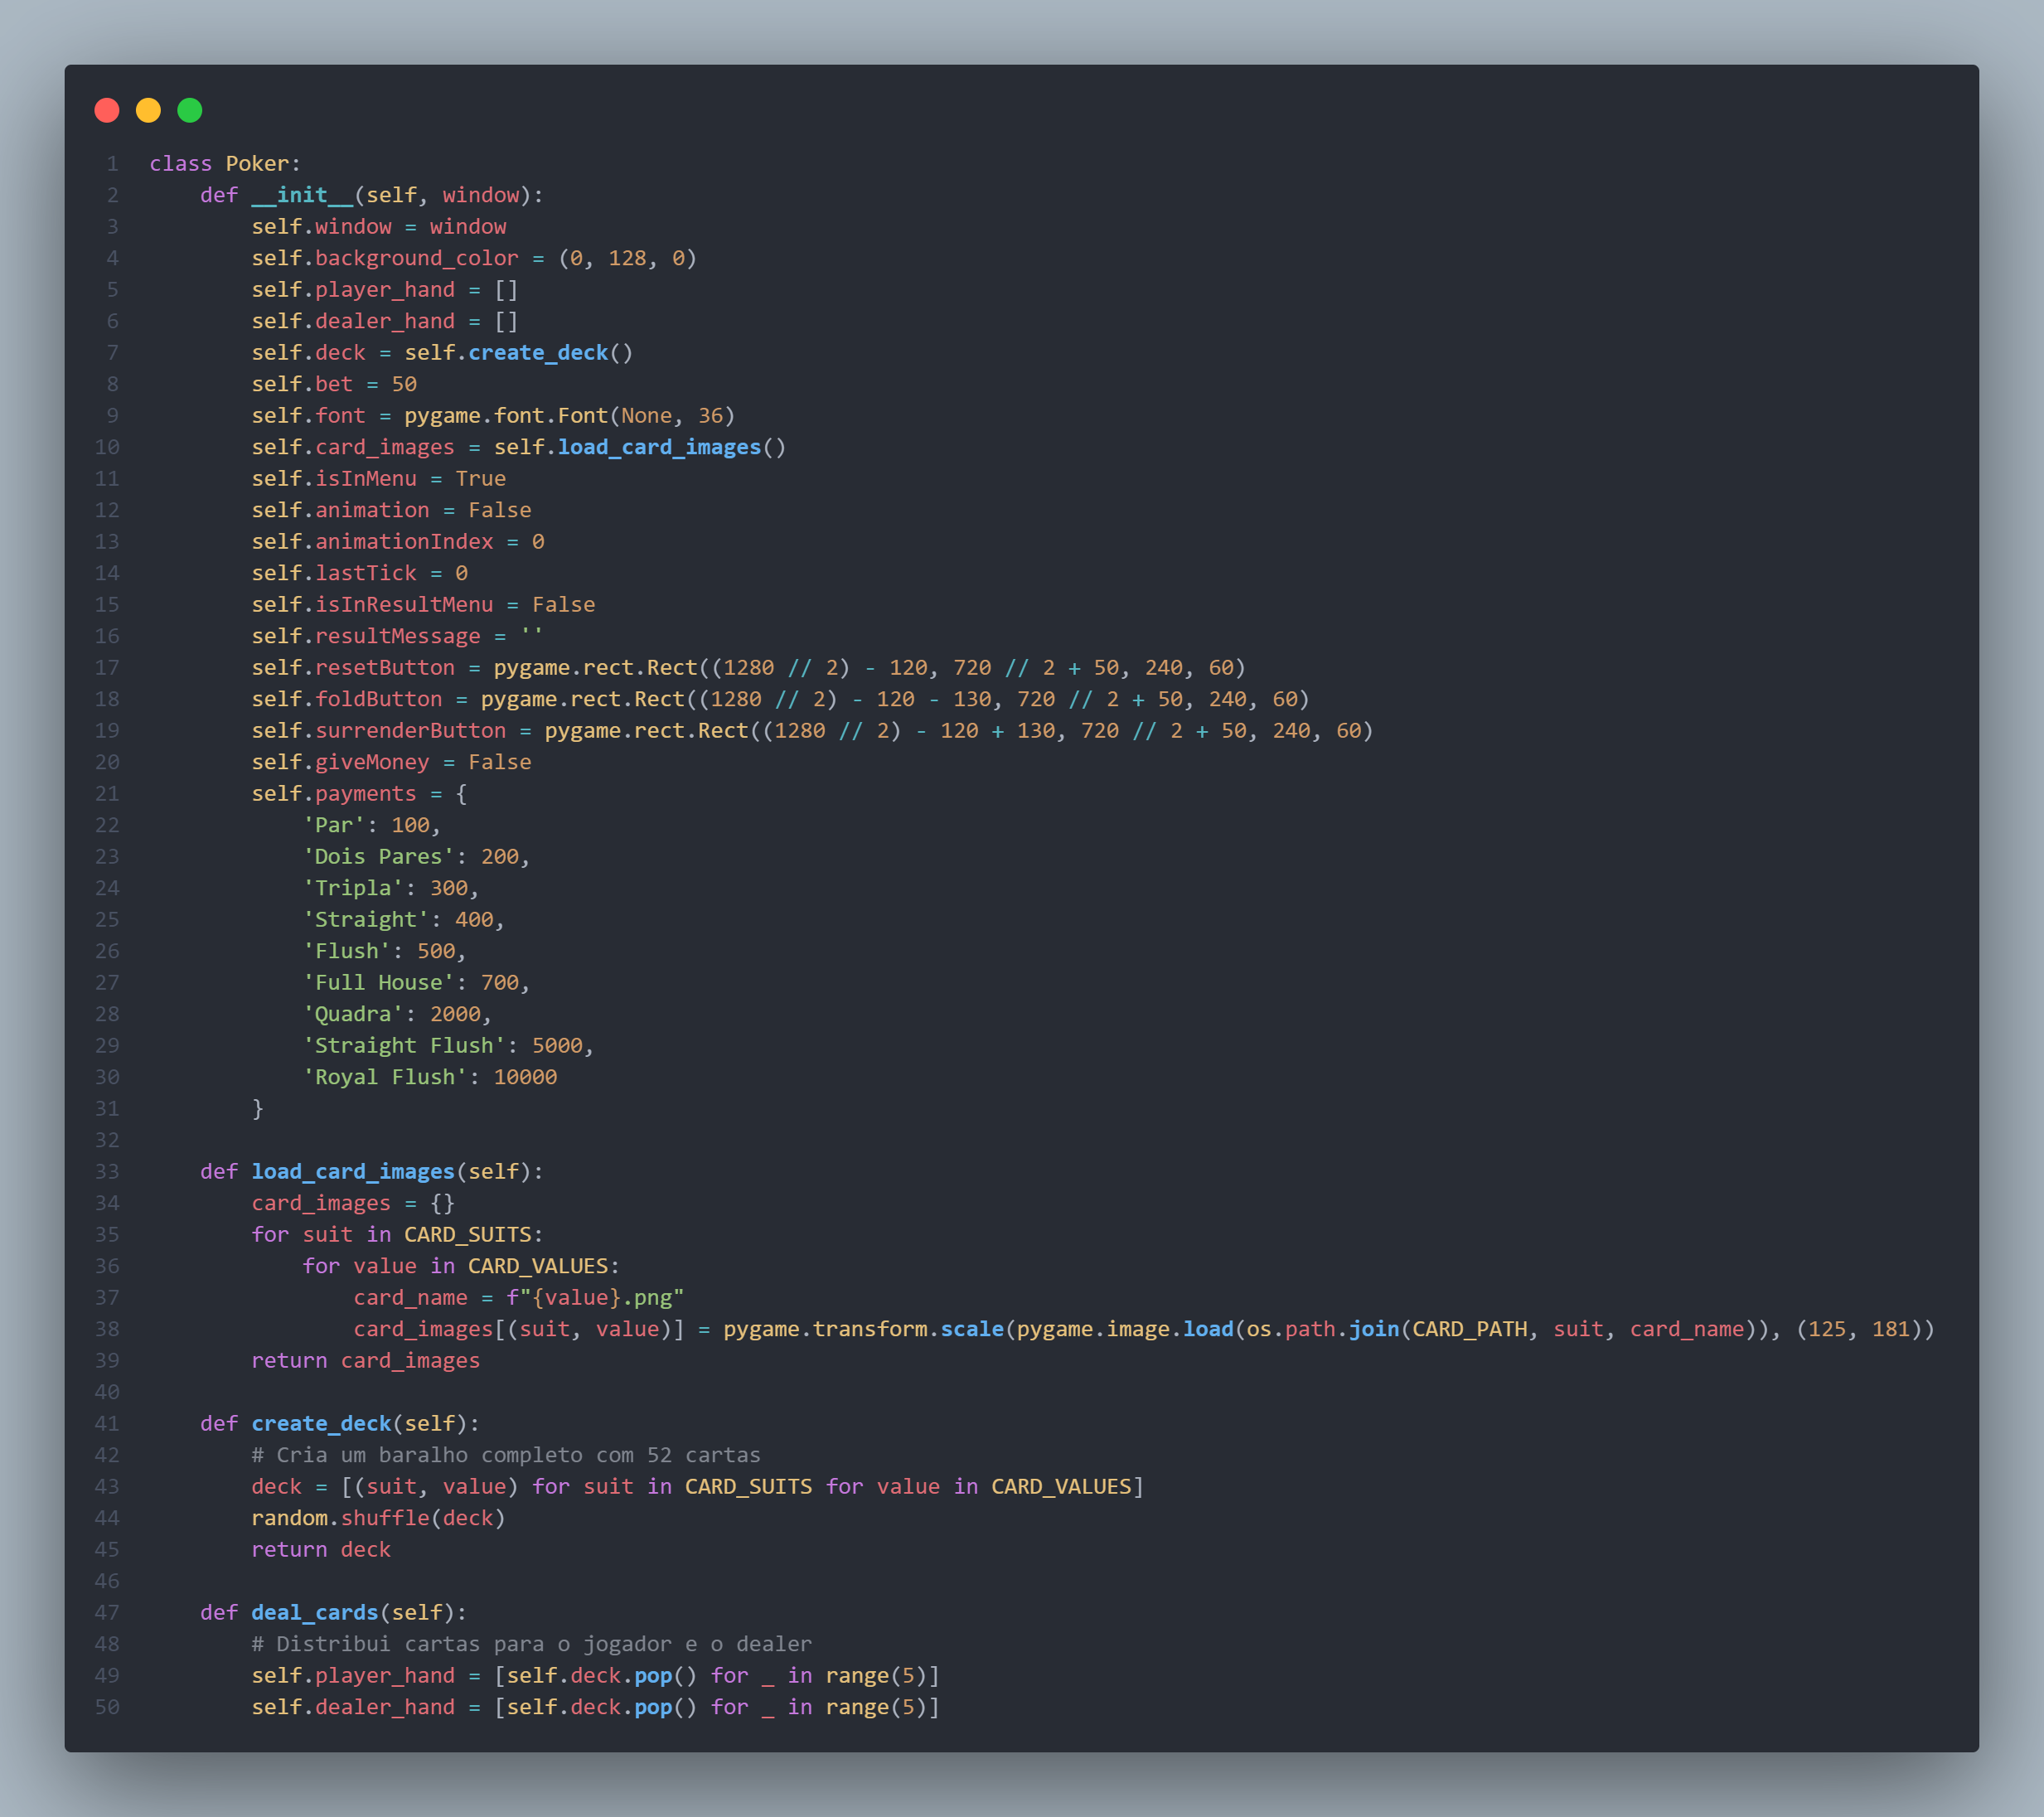 1 class Poker:
2     def __init__(self, window):
3         self.window = window
4         self.background_color = (0, 128, 0)
5         self.player_hand = []
6         self.dealer_hand = []
7         self.deck = self.create_deck()
8         self.bet = 50
9         self.font = pygame.font.Font(None, 36)
10         self.card_images = self.load_card_images()
11         self.isInMenu = True
12         self.animation = False
13         self.animationIndex = 0
14         self.lastTick = 0
15         self.isInResultMenu = False
16         self.resultMessage = ''
17         self.resetButton = pygame.rect.Rect((1280 // 2) - 120, 720 // 2 + 50, 240, 60)
18         self.foldButton = pygame.rect.Rect((1280 // 2) - 120 - 130, 720 // 2 + 50, 240, 60)
19         self.surrenderButton = pygame.rect.Rect((1280 // 2) - 120 + 130, 720 // 2 + 50, 240, 60)
20         self.giveMoney = False
21         self.payments = {
22             'Par': 100,
23             'Dois Pares': 200,
24             'Tripla': 300,
25             'Straight': 400,
26             'Flush': 500,
27             'Full House': 700,
28             'Quadra': 2000,
29             'Straight Flush': 5000,
30             'Royal Flush': 10000
31         }
32
33     def load_card_images(self):
34         card_images = {}
35         for suit in CARD_SUITS:
36             for value in CARD_VALUES:
37                 card_name = f"{value}.png"
38                 card_images[(suit, value)] = pygame.transform.scale(pygame.image.load(os.path.join(CARD_PATH, suit, card_name)), (125, 181))
39         return card_images
40
41     def create_deck(self):
42         # Cria um baralho completo com 52 cartas
43         deck = [(suit, value) for suit in CARD_SUITS for value in CARD_VALUES]
44         random.shuffle(deck)
45         return deck
46
47     def deal_cards(self):
48         # Distribui cartas para o jogador e o dealer
49         self.player_hand = [self.deck.pop() for _ in range(5)]
50         self.dealer_hand = [self.deck.pop() for _ in range(5)]